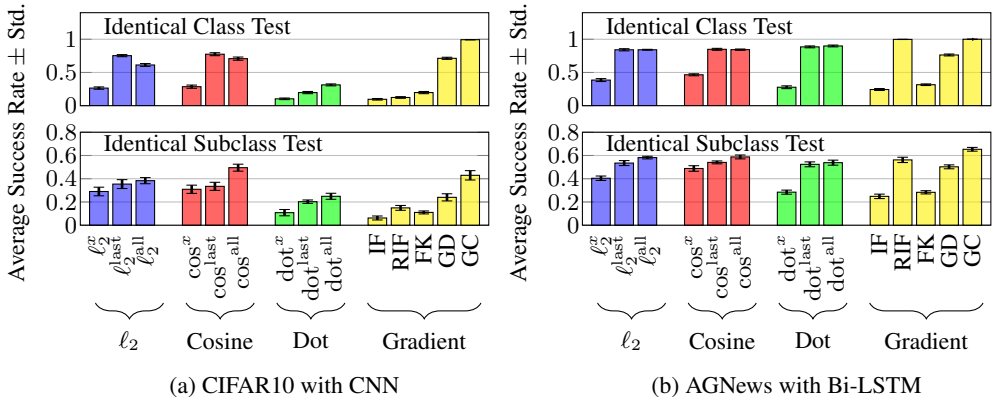 Average Success Rate ± Std.
Identical Class Test
1
0.5
0
Identical Subclass Test
0.8
0.6
0.4
0.2
0
ℓ₂ˣ ℓ₂ˡᵃˢᵗ ℓ₂ᵃˡˡ cosˣ cosˡᵃˢᵗ cosᵃˡˡ dotˣ dotˡᵃˢᵗ dotᵃˡˡ IF RIF FK GD GC
ℓ₂ Cosine Dot Gradient
(a) CIFAR10 with CNN
Average Success Rate ± Std.
Identical Class Test
1
0.5
0
Identical Subclass Test
0.8
0.6
0.4
0.2
0
ℓ₂ˣ ℓ₂ˡᵃˢᵗ ℓ₂ᵃˡˡ cosˣ cosˡᵃˢᵗ cosᵃˡˡ dotˣ dotˡᵃˢᵗ dotᵃˡˡ IF RIF FK GD GC
ℓ₂ Cosine Dot Gradient
(b) AGNews with Bi-LSTM